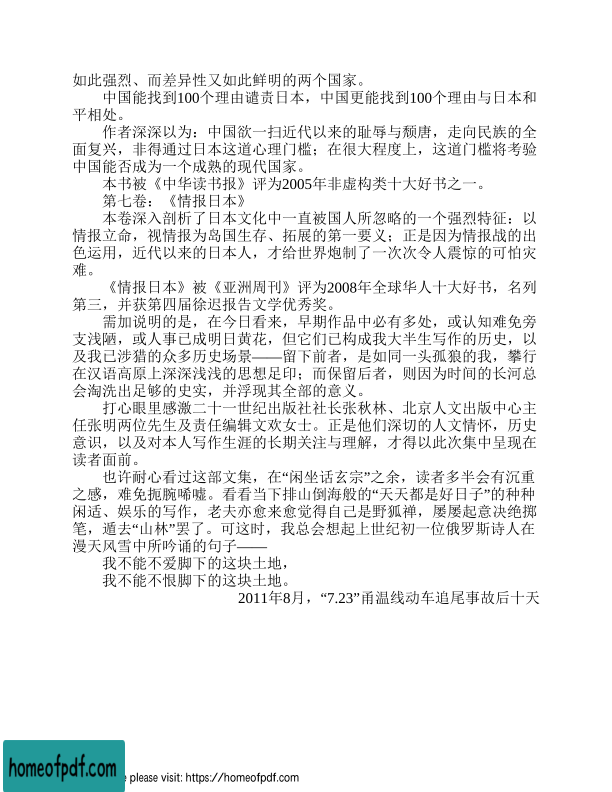 如此强烈、而差异性又如此鲜明的两个国家。
中国能找到100个理由谴责日本，中国更能找到100个理由与日本和
平相处。
作者深深以为：中国欲一扫近代以来的耻辱与颓唐，走向民族的全
面复兴，非得通过日本这道心理门槛；在很大程度上，这道门槛将考验
中国能否成为一个成熟的现代国家。
本书被《中华读书报》评为2005年非虚构类十大好书之一。
第七卷：《情报日本》
本卷深入剖析了日本文化中一直被国人所忽略的一个强烈特征：以
情报立命，视情报为岛国生存、拓展的第一要义；正是因为情报战的出
色运用，近代以来的日本人，才给世界炮制了一次次令人震惊的可怕灾
难。
《情报日本》被《亚洲周刊》评为2008年全球华人十大好书，名列
第三，并获第四届徐迟报告文学优秀奖。
需加说明的是，在今日看来，早期作品中必有多处，或认知难免旁
支浅陋，或人事已成明日黄花，但它们已构成我大半生写作的历史，以
及我已涉猎的众多历史场景——留下前者，是如同一头孤狼的我，攀行
在汉语高原上深深浅浅的思想足印；而保留后者，则因为时间的长河总
会淘洗出足够的史实，并浮现其全部的意义。
打心眼里感激二十一世纪出版社社长张秋林、北京人文出版中心主
任张明两位先生及责任编辑文欢女士。正是他们深切的人文情怀，历史
意识，以及对本人写作生涯的长期关注与理解，才得以此次集中呈现在
读者面前。
也许耐心看过这部文集，在“闲坐话玄宗”之余，读者多半会有沉重
之感，难免扼腕唏嘘。看看当下排山倒海般的“天天都是好日子”的种种
闲适、娱乐的写作，老夫亦愈来愈觉得自己是野狐禅，屡屡起意决绝掷
笔，遁去“山林”罢了。可这时，我总会想起上世纪初一位俄罗斯诗人在
漫天风雪中所吟诵的句子——
我不能不爱脚下的这块土地，
我不能不恨脚下的这块土地。
2011年8月，“7.23”甬温线动车追尾事故后十天
homeofpdf.com
e please visit: https://homeofpdf.com